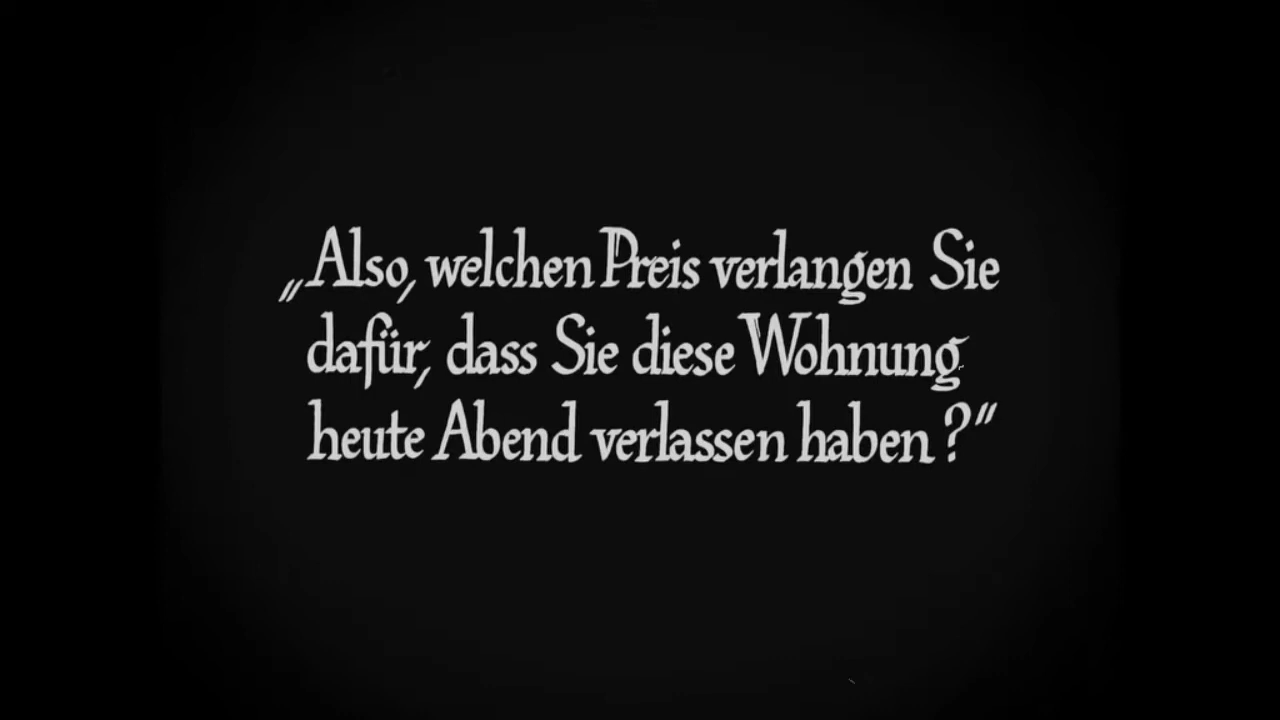 „Also, welchen Preis verlangen Sie
dafür, dass Sie diese Wohnung
heute Abend verlassen haben?“